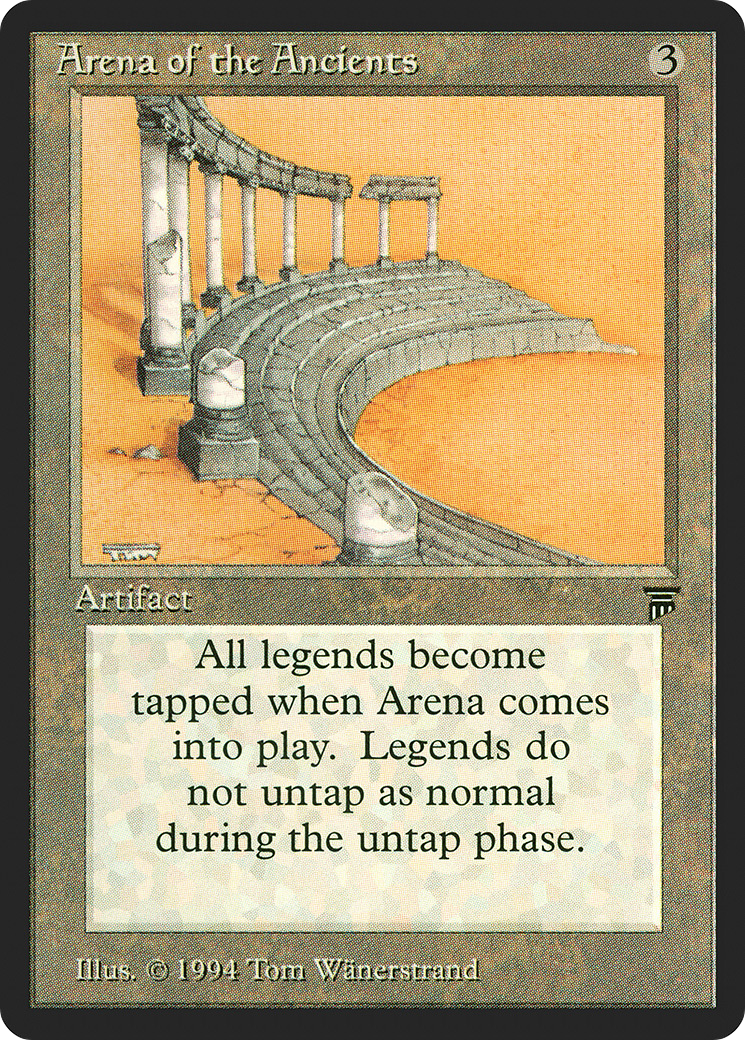 Arena of the Ancients
3
Artifact
All legends become
tapped when Arena comes
into play. Legends do
not untap as normal
during the untap phase.
Illus. © 1994 Tom Wänerstrand